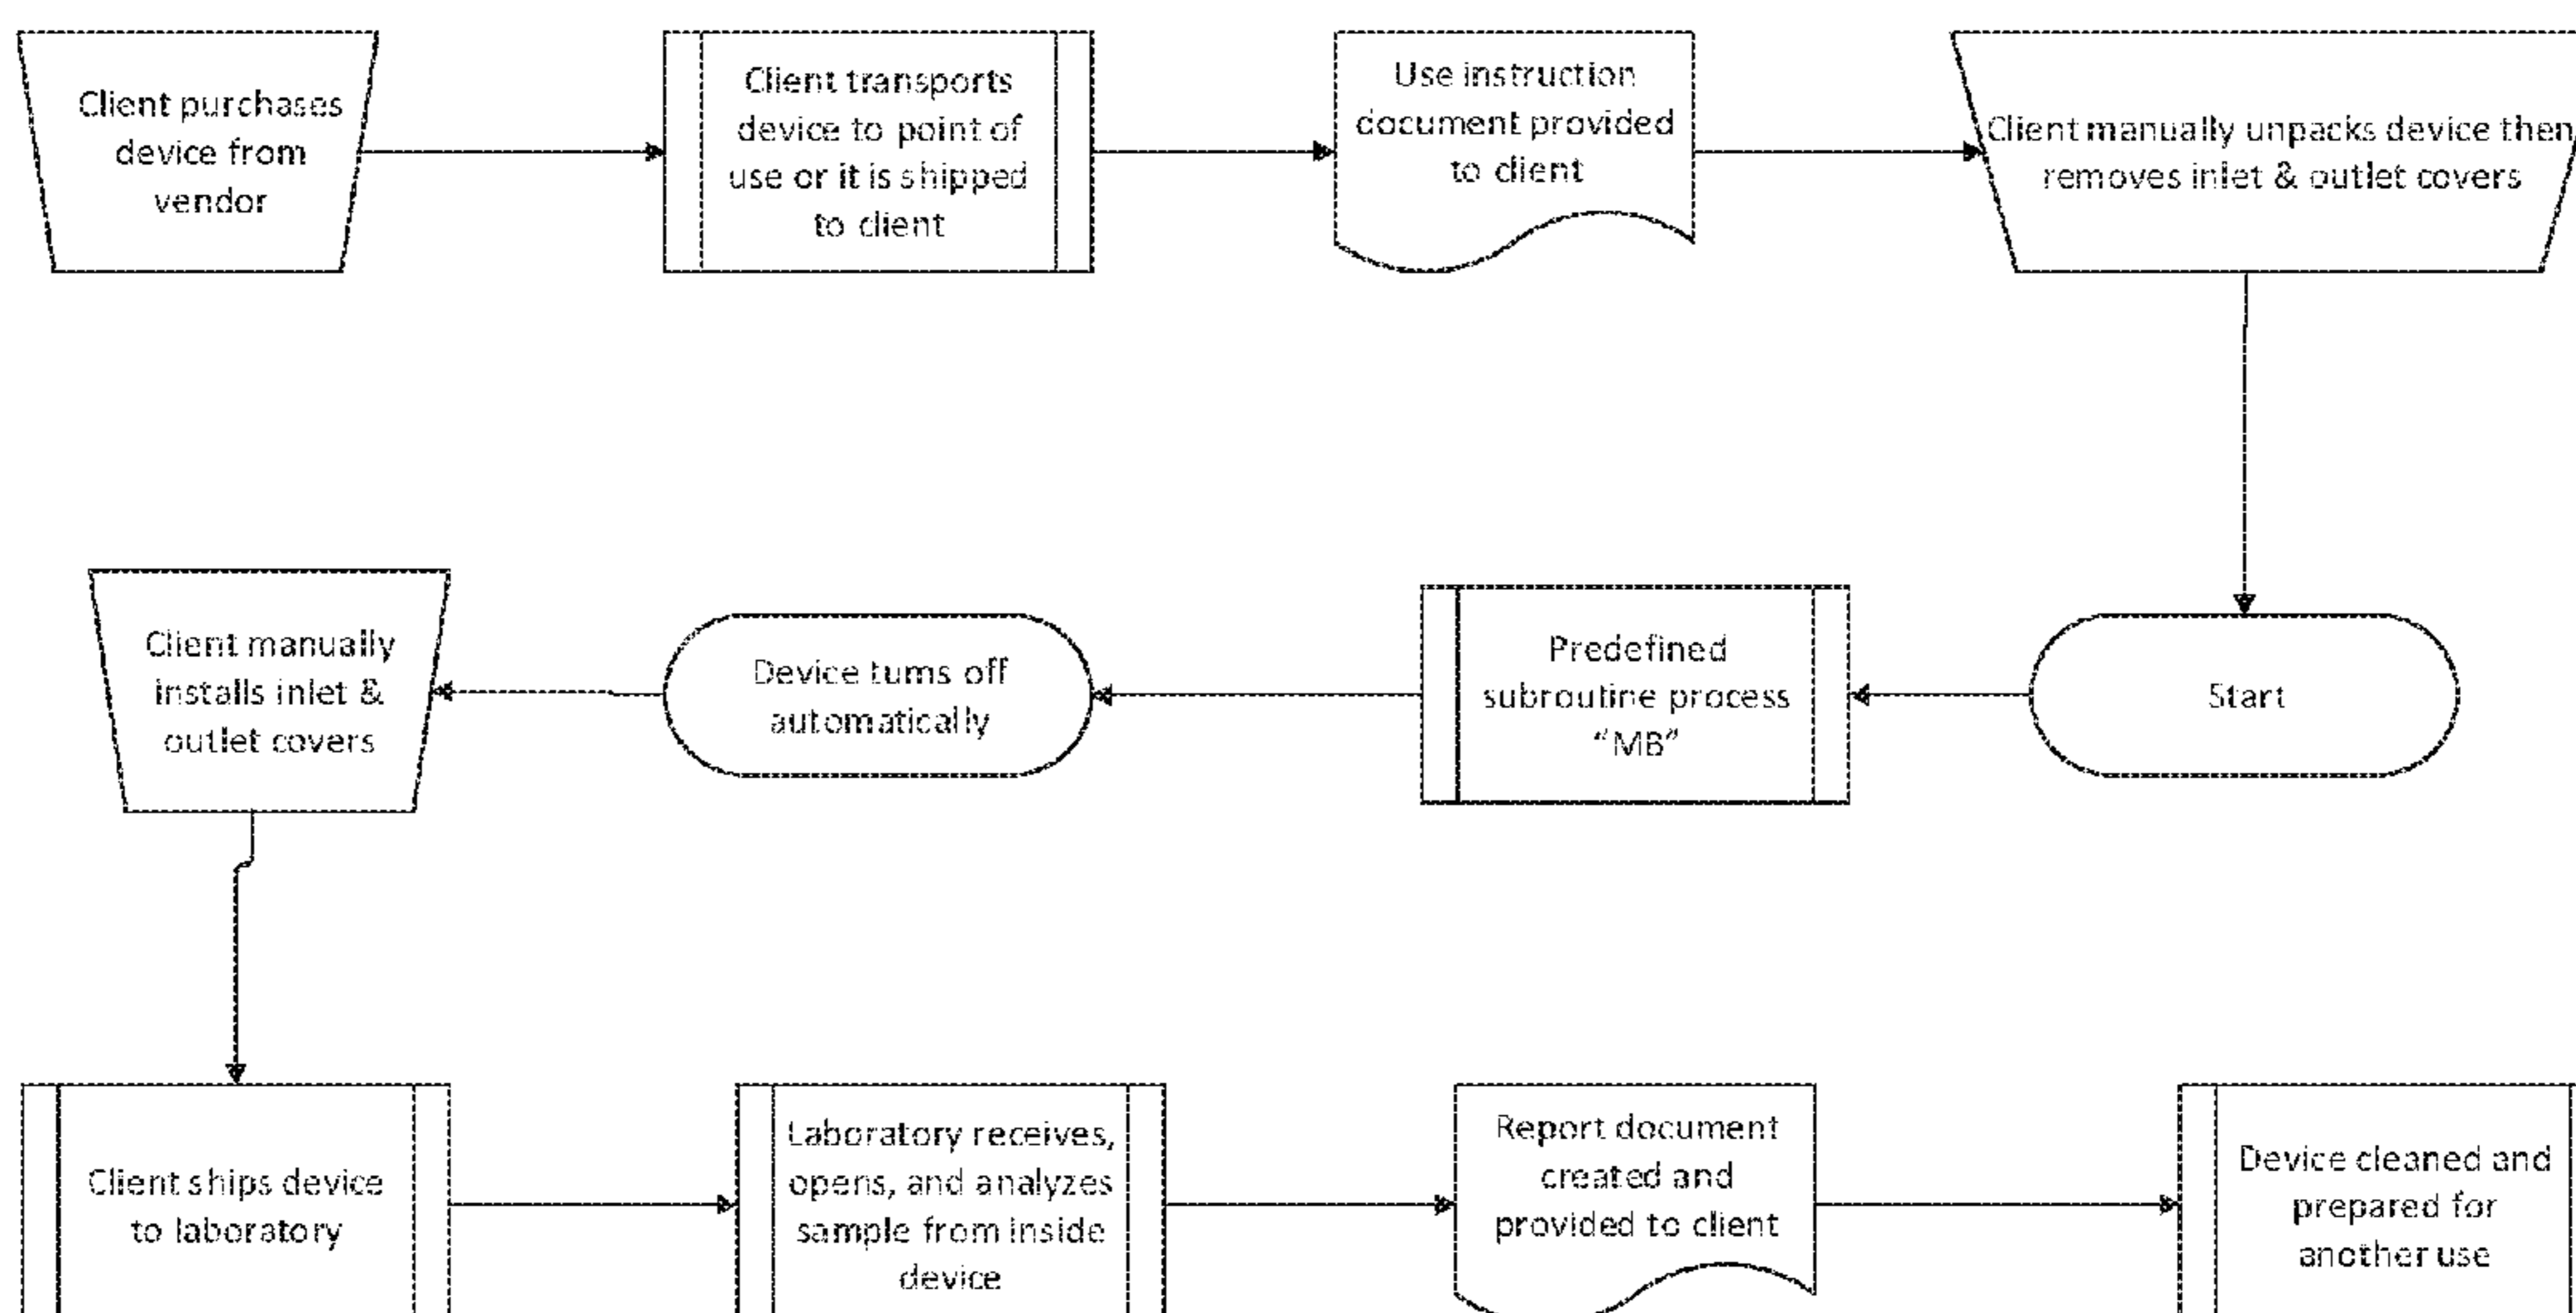 Client purchases
device from
vendor
Client transports
device to point of
use or it is shipped
to client
Use instruction
document provided
to client
Client manually unpacks device then
removes inlet & outlet covers
Start
Predefined
subroutine process
“MB”
Device turns off
automatically
Client manually
installs inlet &
outlet covers
Client ships device
to laboratory
Laboratory receives,
opens, and analyzes
sample from inside
device
Report document
created and
provided to client
Device cleaned and
prepared for
another use